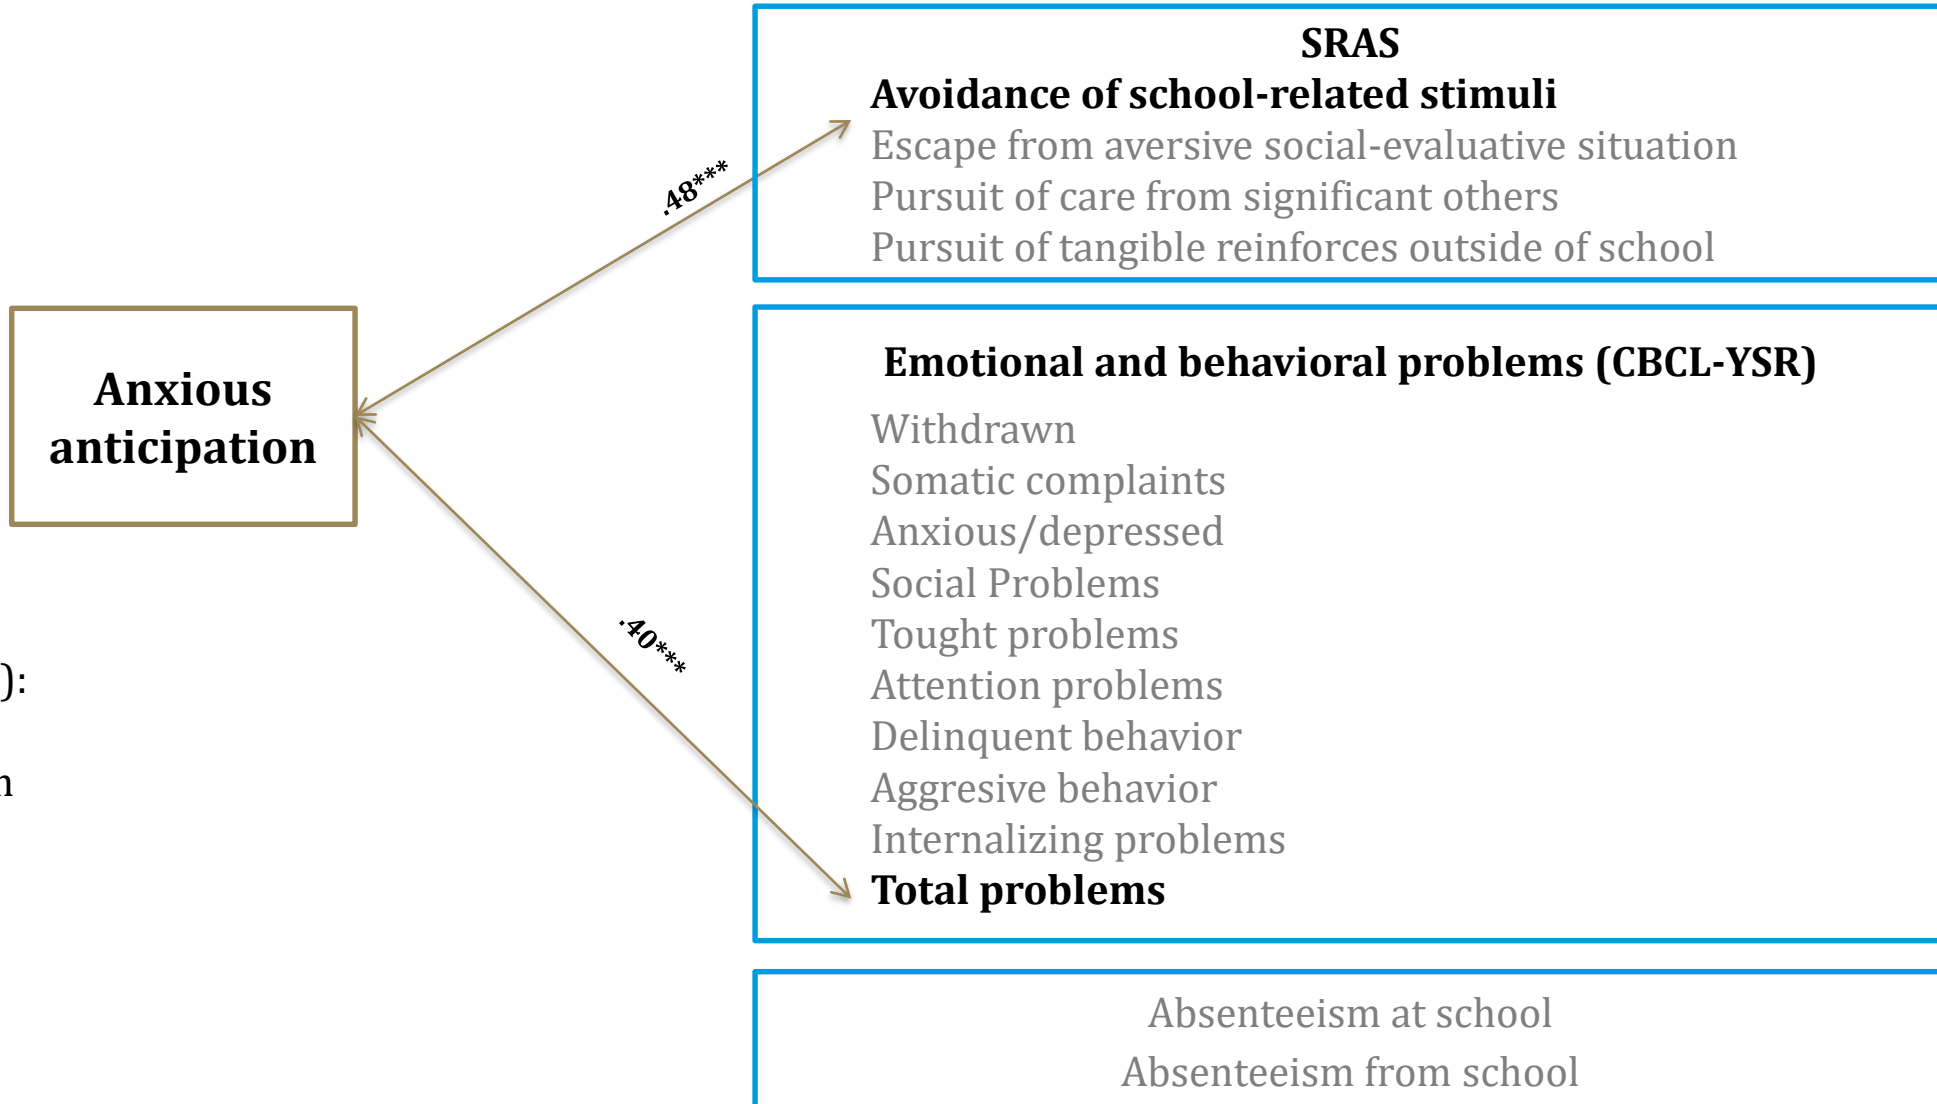 SRAS
Avoidance of school-related stimuli
Escape from aversive social-evaluative situation
Pursuit of care from significant others
Pursuit of tangible reinforces outside of school
.48***
Anxious
anticipation
Emotional and behavioral problems (CBCL-YSR)
Withdrawn
Somatic complaints
Anxious/depressed
Social Problems
Tought problems
Attention problems
Delinquent behavior
Aggresive behavior
Internalizing problems
Total problems
.40***
):
n
Absenteeism at school
Absenteeism from school